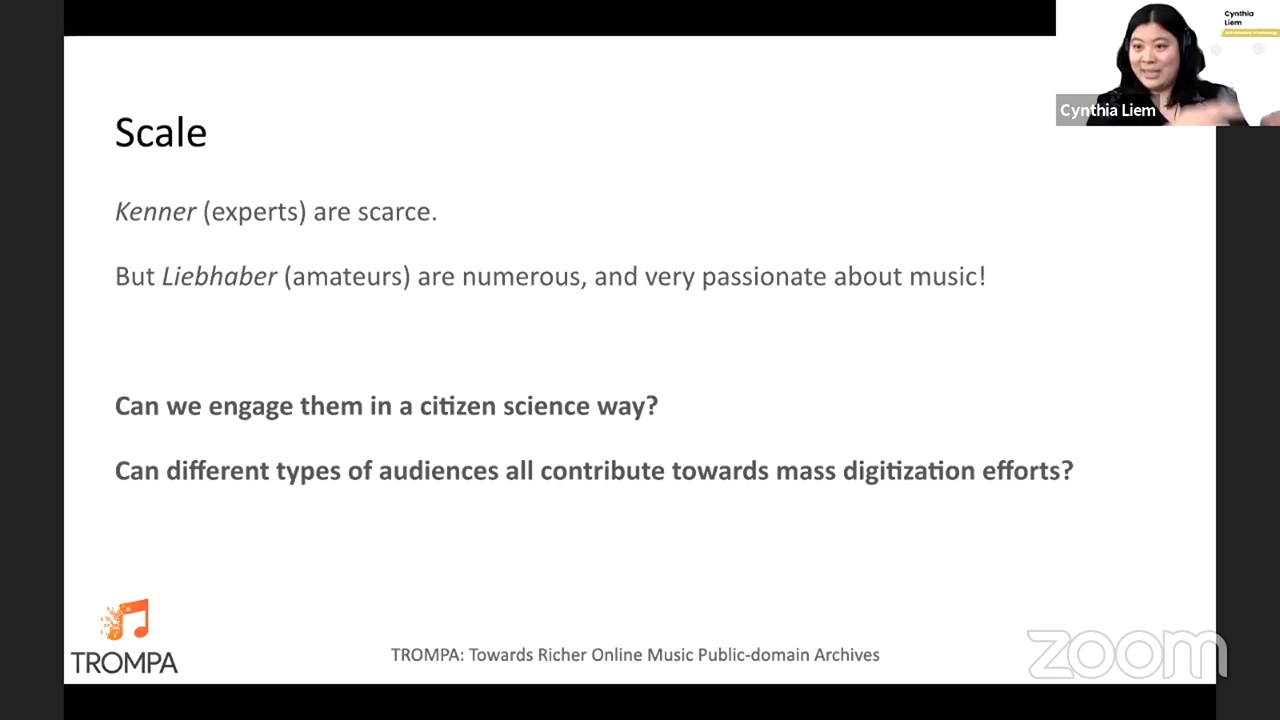 Cynthia
Liem
Cynthia Liem
Scale
Kenner (experts) are scarce.
But Liebhaber (amateurs) are numerous, and very passionate about music!
Can we engage them in a citizen science way?
Can different types of audiences all contribute towards mass digitization efforts?
TROMPA
TROMPA: Towards Richer Online Music Public-domain Archives
zoom